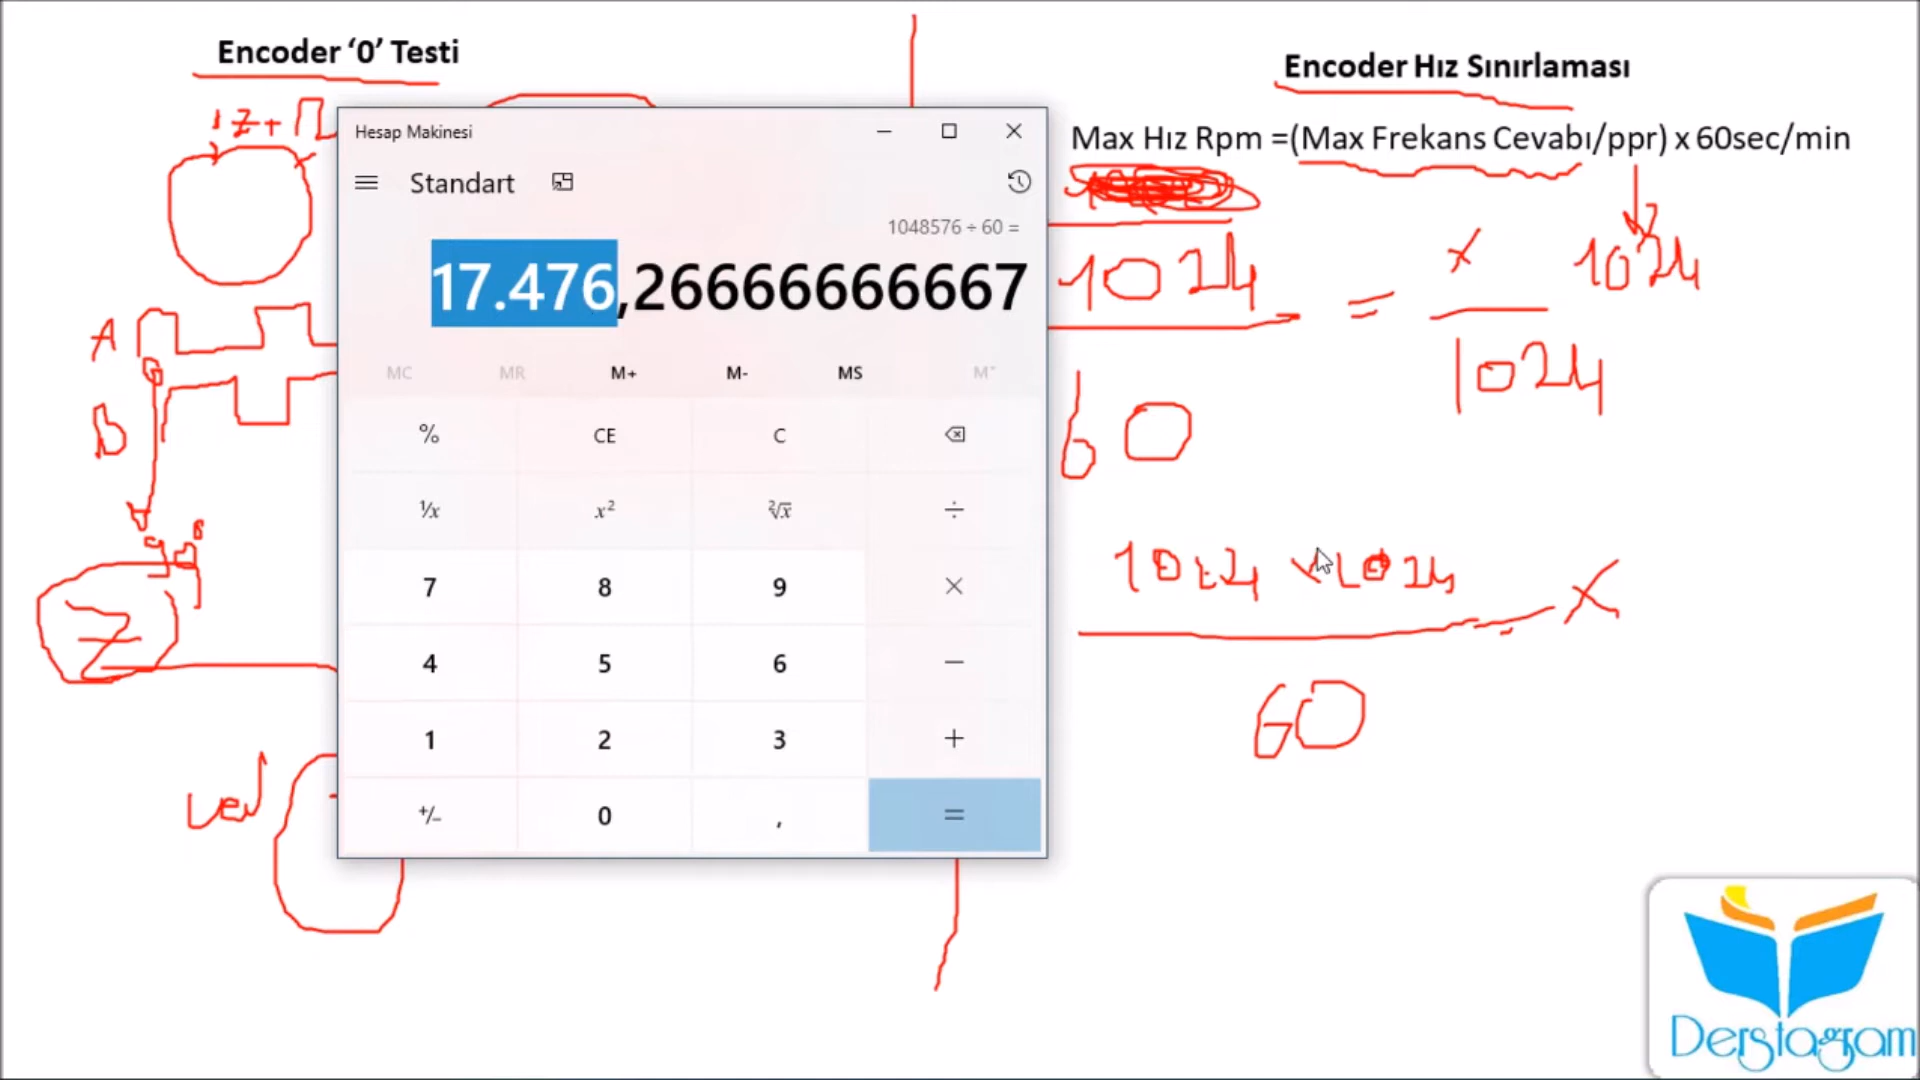 Encoder ‘0’ Testi
1 Z +
A
B
Z
Encoder Hız Sınırlaması
Max Hız Rpm =(Max Frekans Cevabı/ppr) x 60sec/min
1024
1024 = x
60 1024
1024 x 1024 = x
60
Hesap Makinesi
Standart
1048576 ÷ 60 =
17.476,26666666667
MC MR M+ M- MS M˅
% CE C
¹/x x² ²√x ÷
7 8 9 ×
4 5 6 −
1 2 3 +
+/− 0 , =
Derstagram